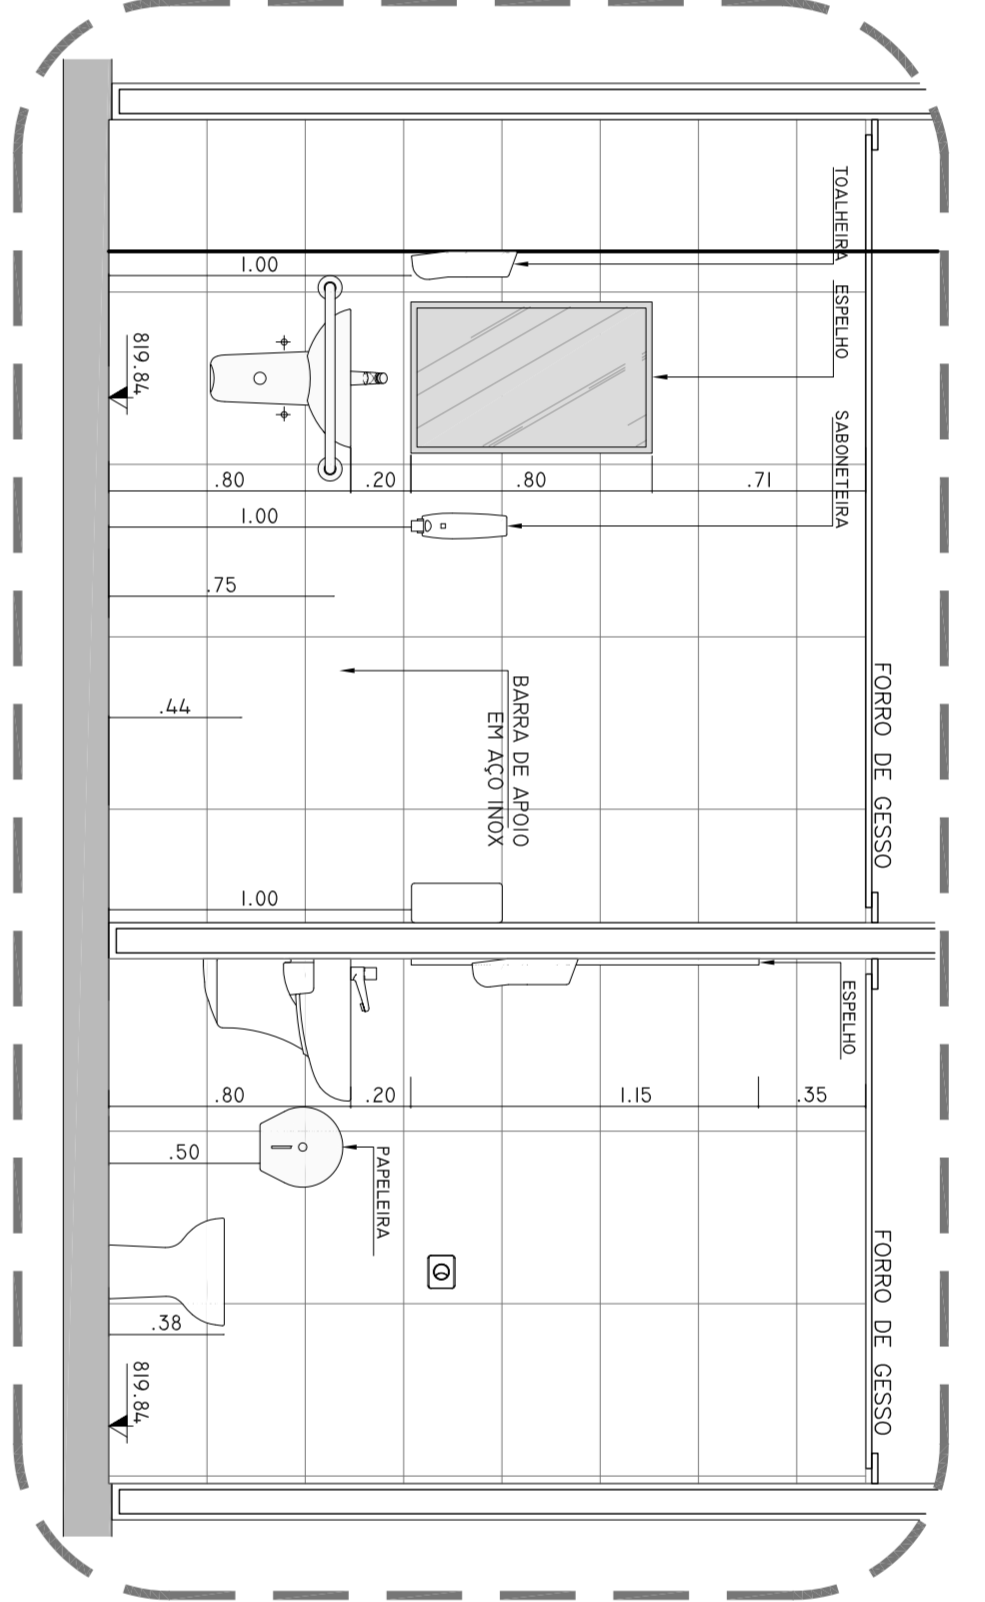 TOALHEIRA
ESPELHO
SABONETEIRA
FORRO DE GESSO
1.00
819.84
.80
.20
.80
.71
1.00
.75
BARRA DE APOIO
EM AÇO INOX
.44
1.00
ESPELHO
.80
.20
1.15
.35
.50
PAPELEIRA
FORRO DE GESSO
.38
819.84